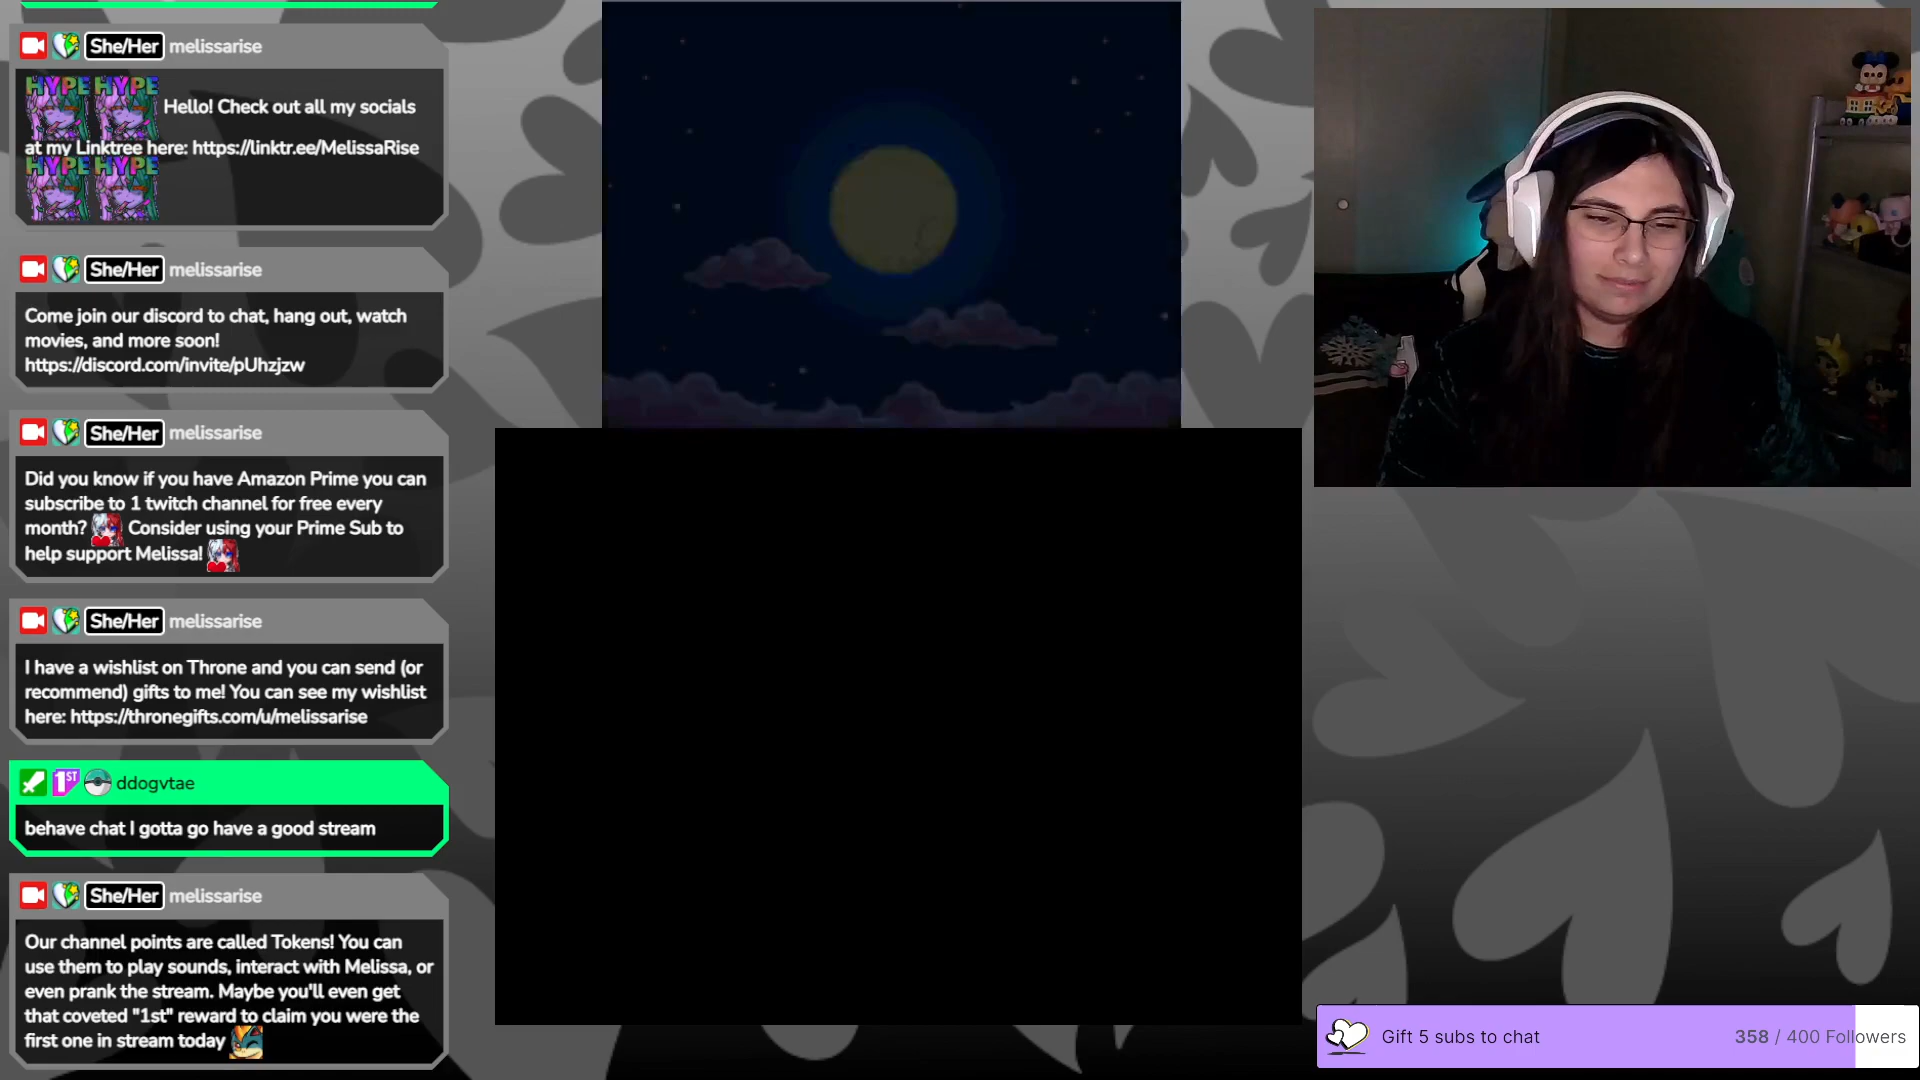 She/Her melissarise
HYPE HYPE Hello! Check out all my socials
at my Linktree here: https://linktr.ee/MelissaRise
HYPE HYPE
She/Her melissarise
Come join our discord to chat, hang out, watch
movies, and more soon!
https://discord.com/invite/pUhzjzw
She/Her melissarise
Did you know if you have Amazon Prime you can
subscribe to 1 twitch channel for free every
month? Consider using your Prime Sub to
help support Melissa!
She/Her melissarise
I have a wishlist on Throne and you can send (or
recommend) gifts to me! You can see my wishlist
here: https://thronegifts.com/u/melissarise
1ST ddogvtae
behave chat I gotta go have a good stream
She/Her melissarise
Our channel points are called Tokens! You can
use them to play sounds, interact with Melissa, or
even prank the stream. Maybe you'll even get
that coveted "1st" reward to claim you were the
first one in stream today
Gift 5 subs to chat 358 / 400 Followers